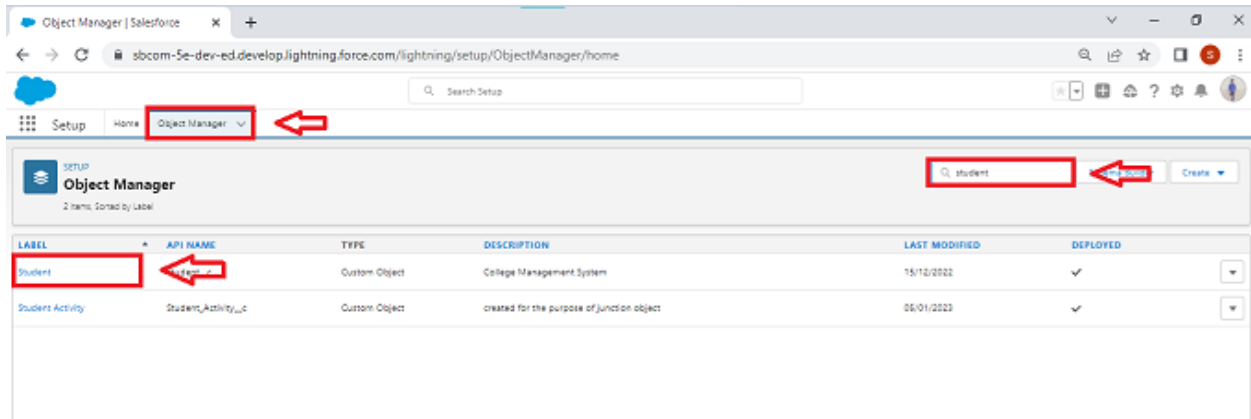 Object Manager | Salesforce
sbcom-5e-dev-ed.develop.lightning.force.com/lightning/setup/ObjectManager/home
S
Search Setup
Setup Home Object Manager
SETUP
Object Manager
2 items, Sorted by Label
student
Create
LABEL API NAME TYPE DESCRIPTION LAST MODIFIED DEPLOYED
Student Custom Object College Management System 15/12/2022
Student Activity Student_Activity__c Custom Object created for the purpose of junction object 05/01/2023